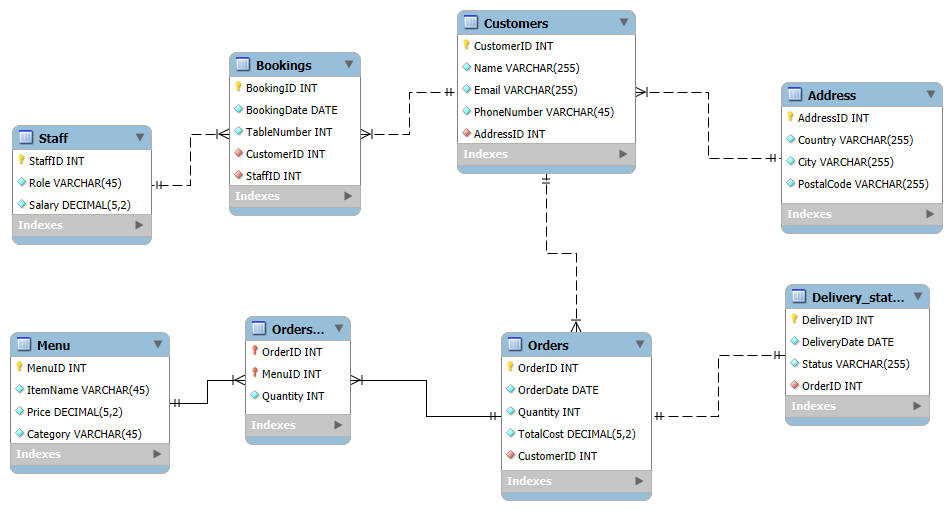 Customers
CustomerID INT
Name VARCHAR(255)
Email VARCHAR(255)
PhoneNumber VARCHAR(45)
AddressID INT
Indexes
Bookings
BookingID INT
BookingDate DATE
TableNumber INT
CustomerID INT
StaffID INT
Indexes
Address
AddressID INT
Country VARCHAR(255)
City VARCHAR(255)
PostalCode VARCHAR(255)
Indexes
Staff
StaffID INT
Role VARCHAR(45)
Salary DECIMAL(5,2)
Indexes
Delivery_stat...
DeliveryID INT
DeliveryDate DATE
Status VARCHAR(255)
OrderID INT
Indexes
Menu
MenuID INT
ItemName VARCHAR(45)
Price DECIMAL(5,2)
Category VARCHAR(45)
Indexes
Orders...
OrderID INT
MenuID INT
Quantity INT
Indexes
Orders
OrderID INT
OrderDate DATE
Quantity INT
TotalCost DECIMAL(5,2)
CustomerID INT
Indexes